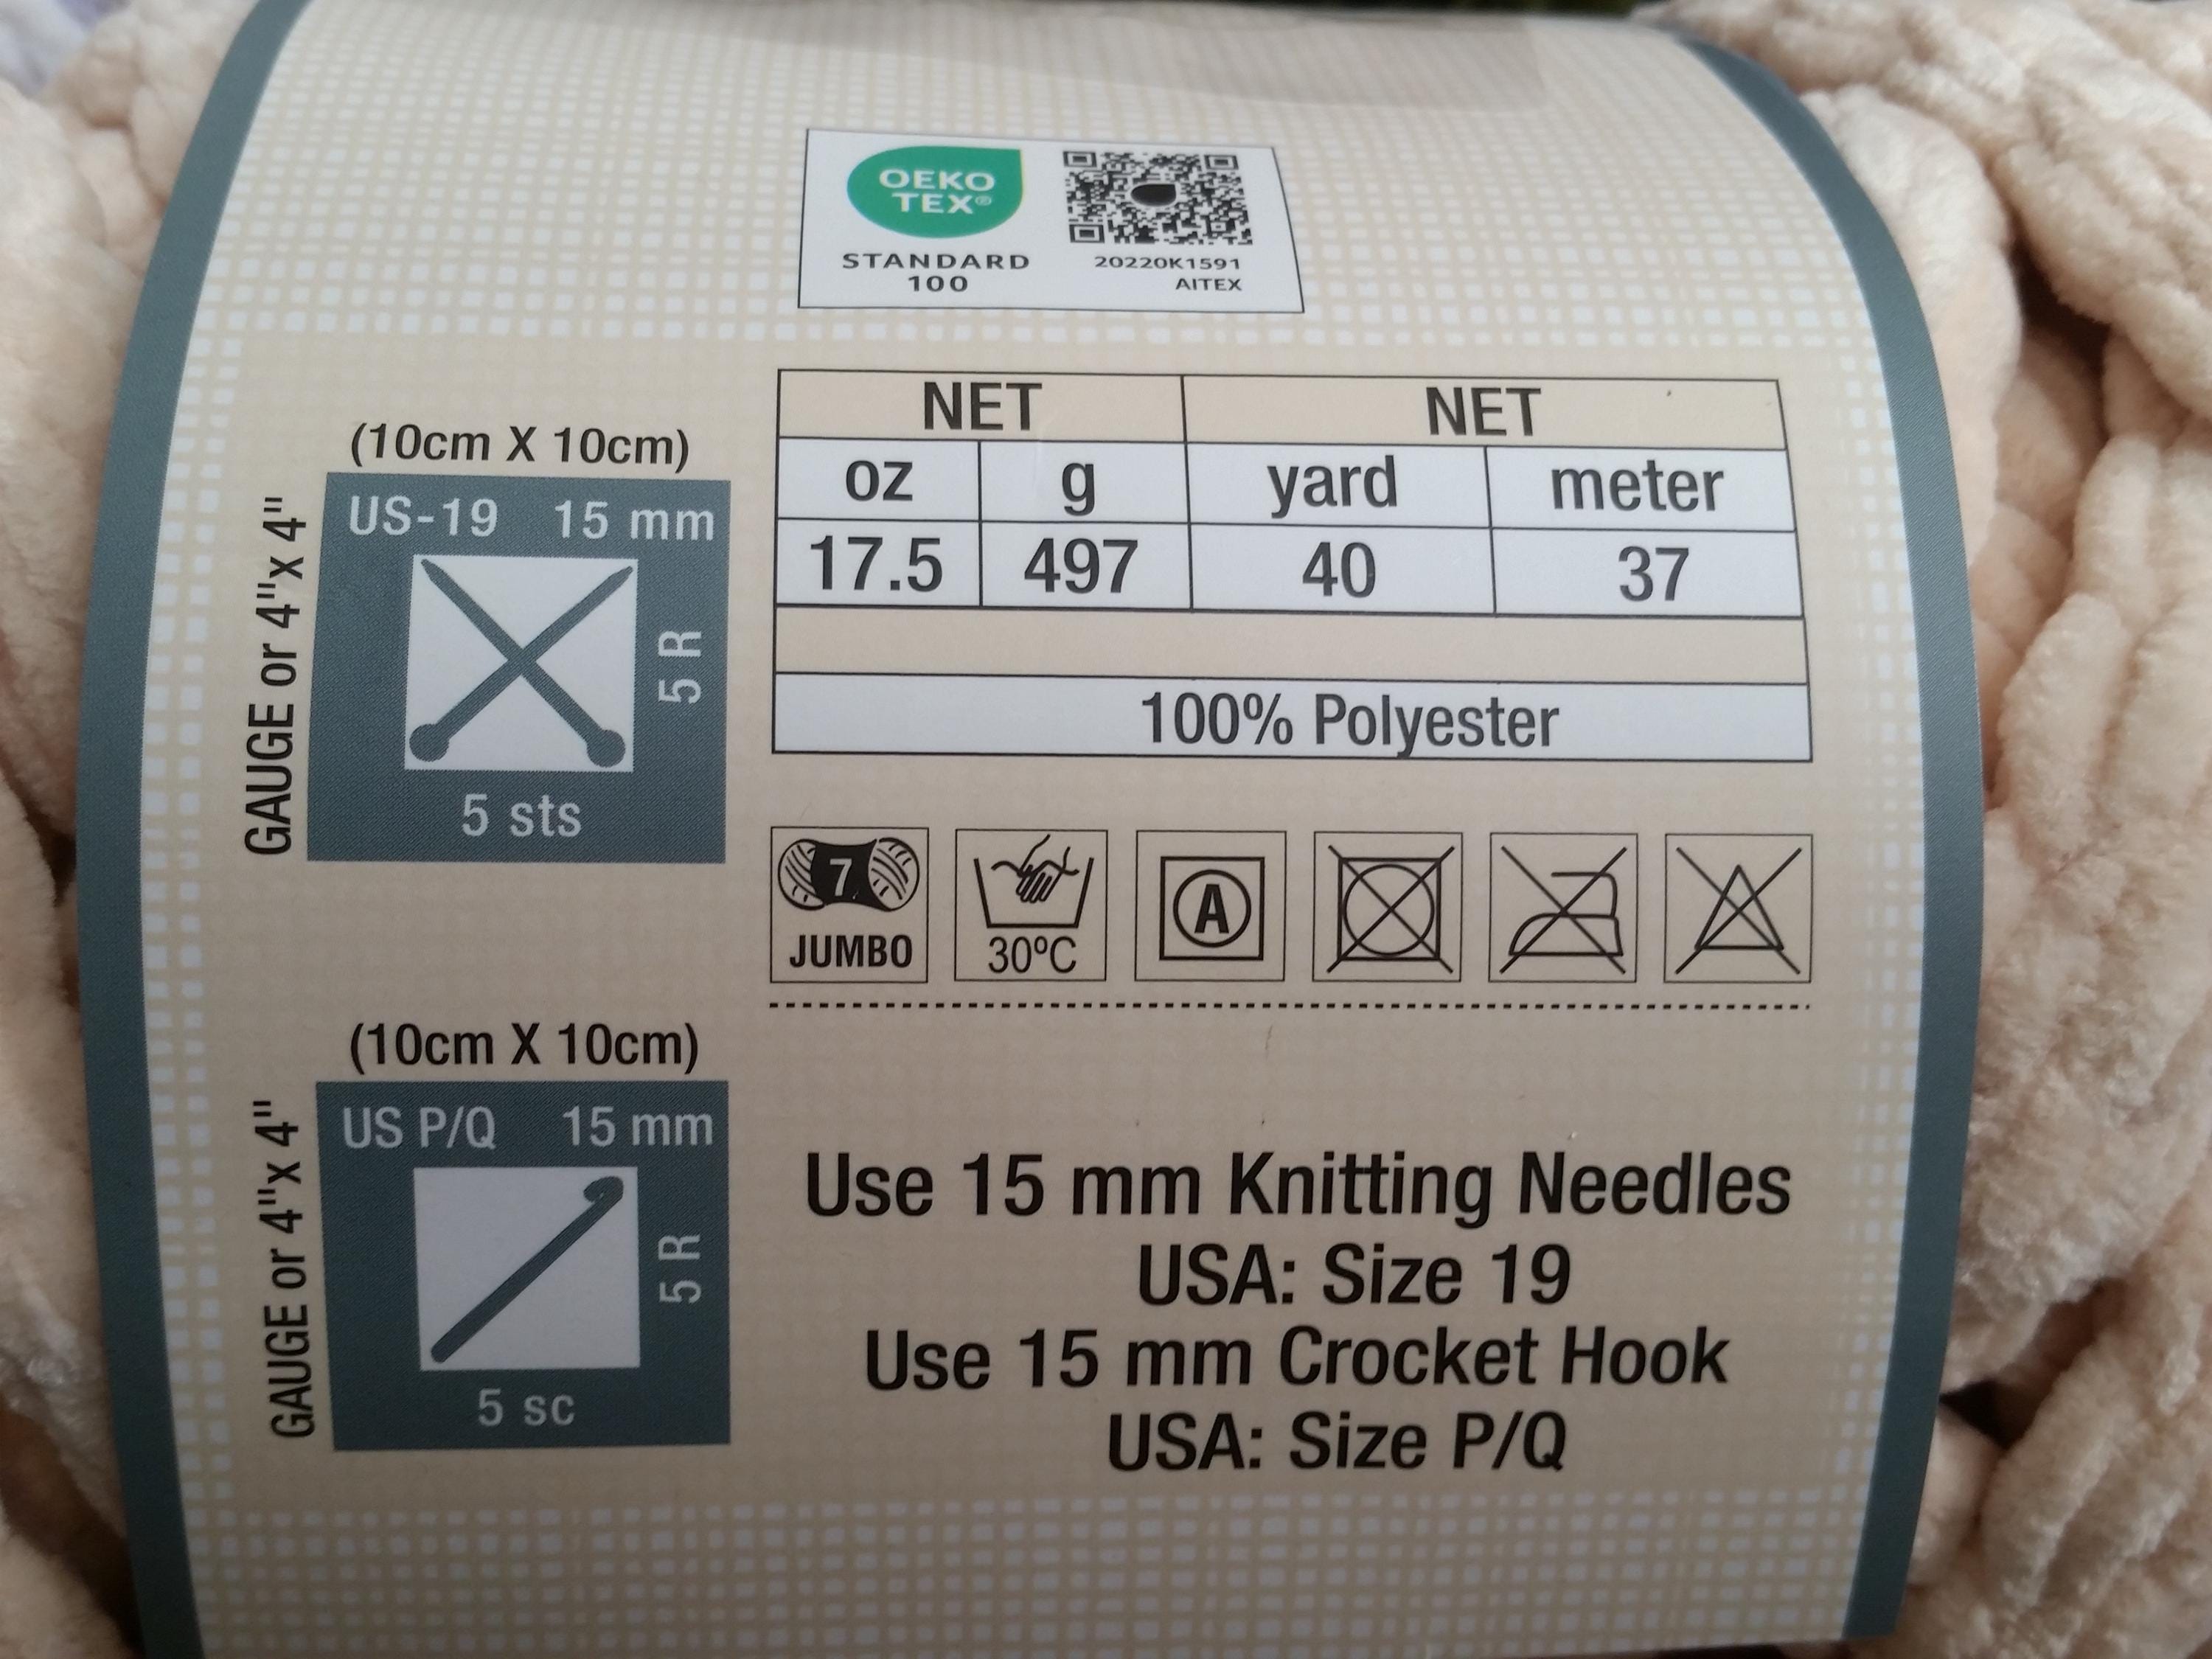 OEKO
TEX®
STANDARD
100
20220K1591
AITEX
(10cm X 10cm)
GAUGE or 4"x 4"
US-19 15 mm
5 R
5 sts
NET NET
oz g yard meter
17.5 497 40 37
100% Polyester
7
JUMBO
30ºC
A
(10cm X 10cm)
GAUGE or 4"x 4"
US P/Q 15 mm
5 R
5 sc
Use 15 mm Knitting Needles
USA: Size 19
Use 15 mm Crocket Hook
USA: Size P/Q